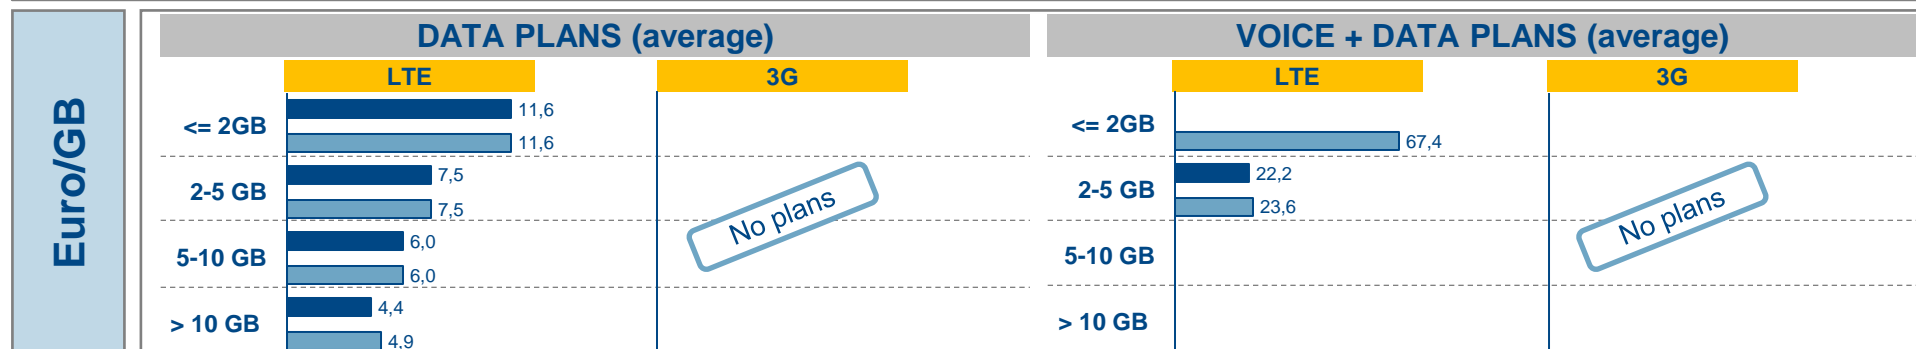 Euro/GB
DATA PLANS (average)
LTE
3G
<= 2GB
11,6
11,6
2-5 GB
7,5
7,5
5-10 GB
6,0
6,0
> 10 GB
4,4
4,9
No plans
VOICE + DATA PLANS (average)
LTE
3G
<= 2GB
67,4
2-5 GB
22,2
23,6
5-10 GB
> 10 GB
No plans